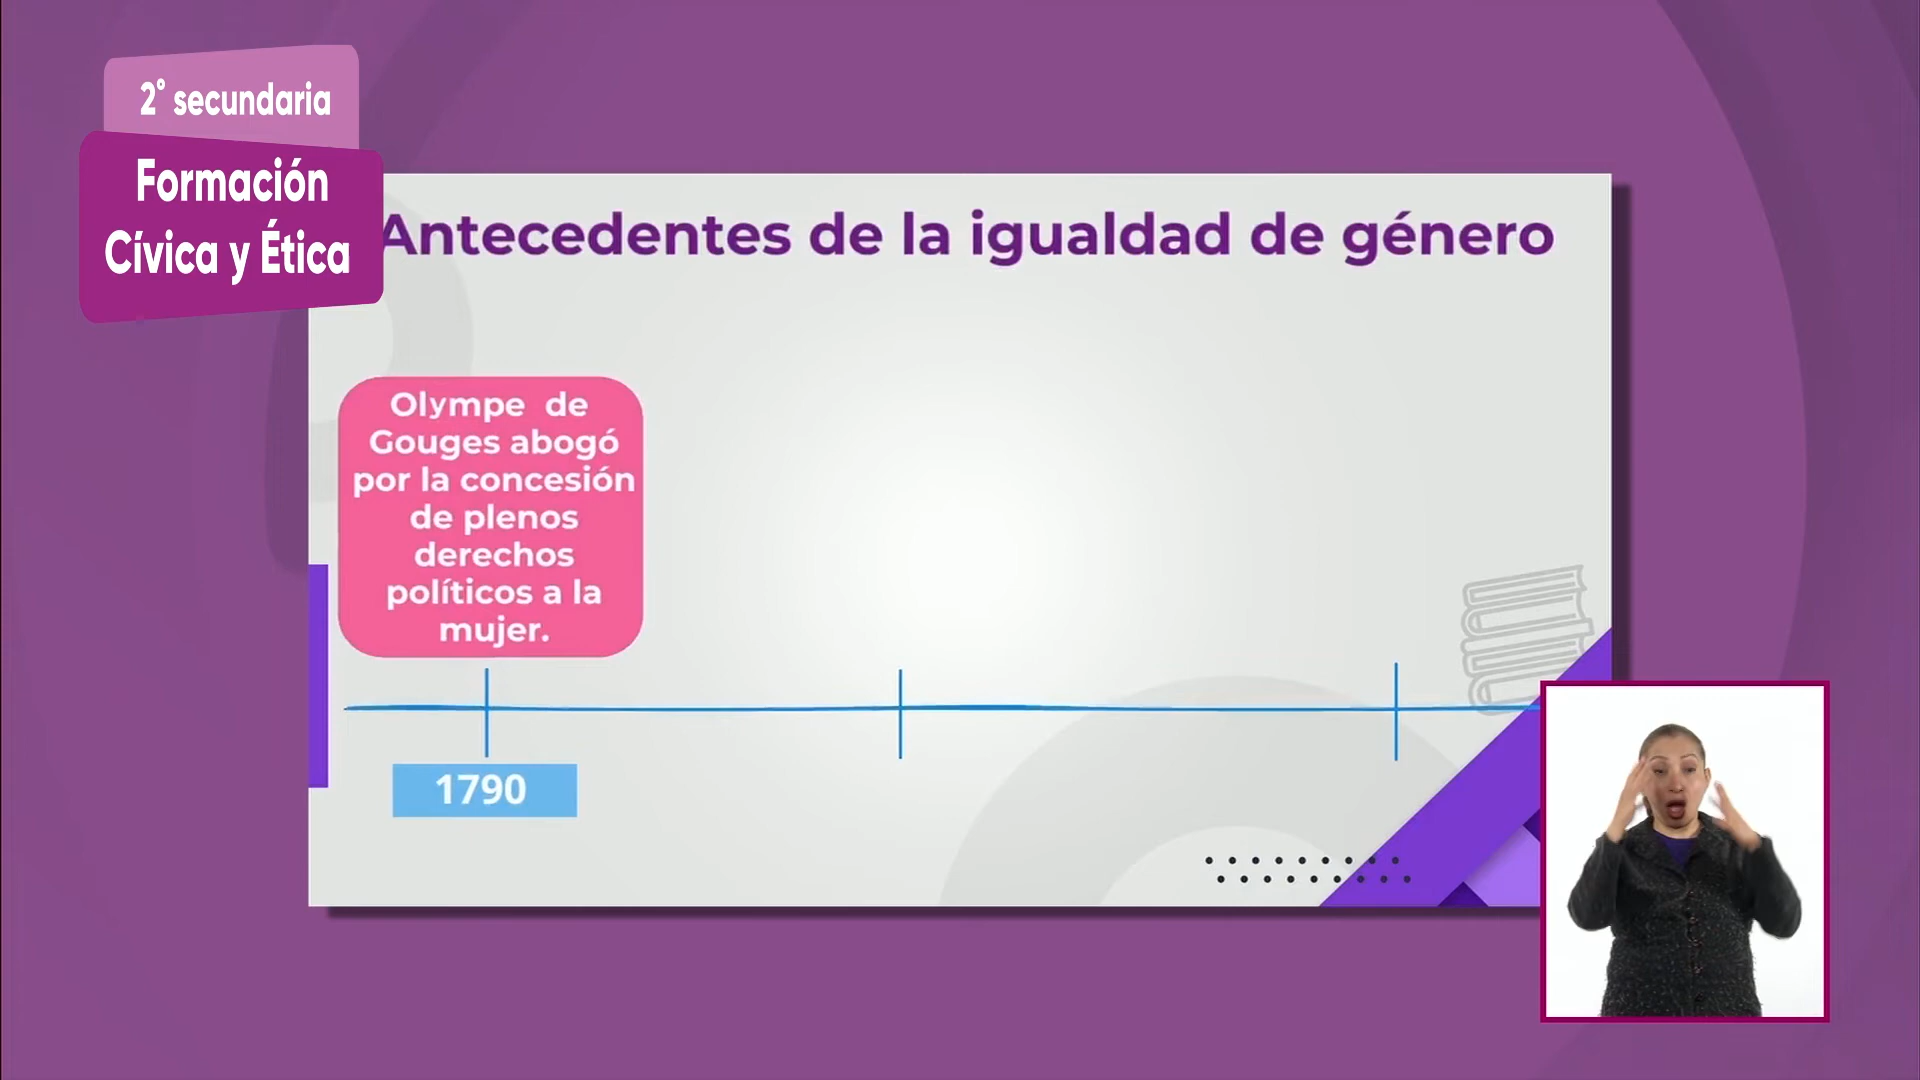 2° secundaria
Formación
Cívica y Ética
Antecedentes de la igualdad de género
Olympe de
Gouges abogó
por la concesión
de plenos
derechos
políticos a la
mujer.
1790